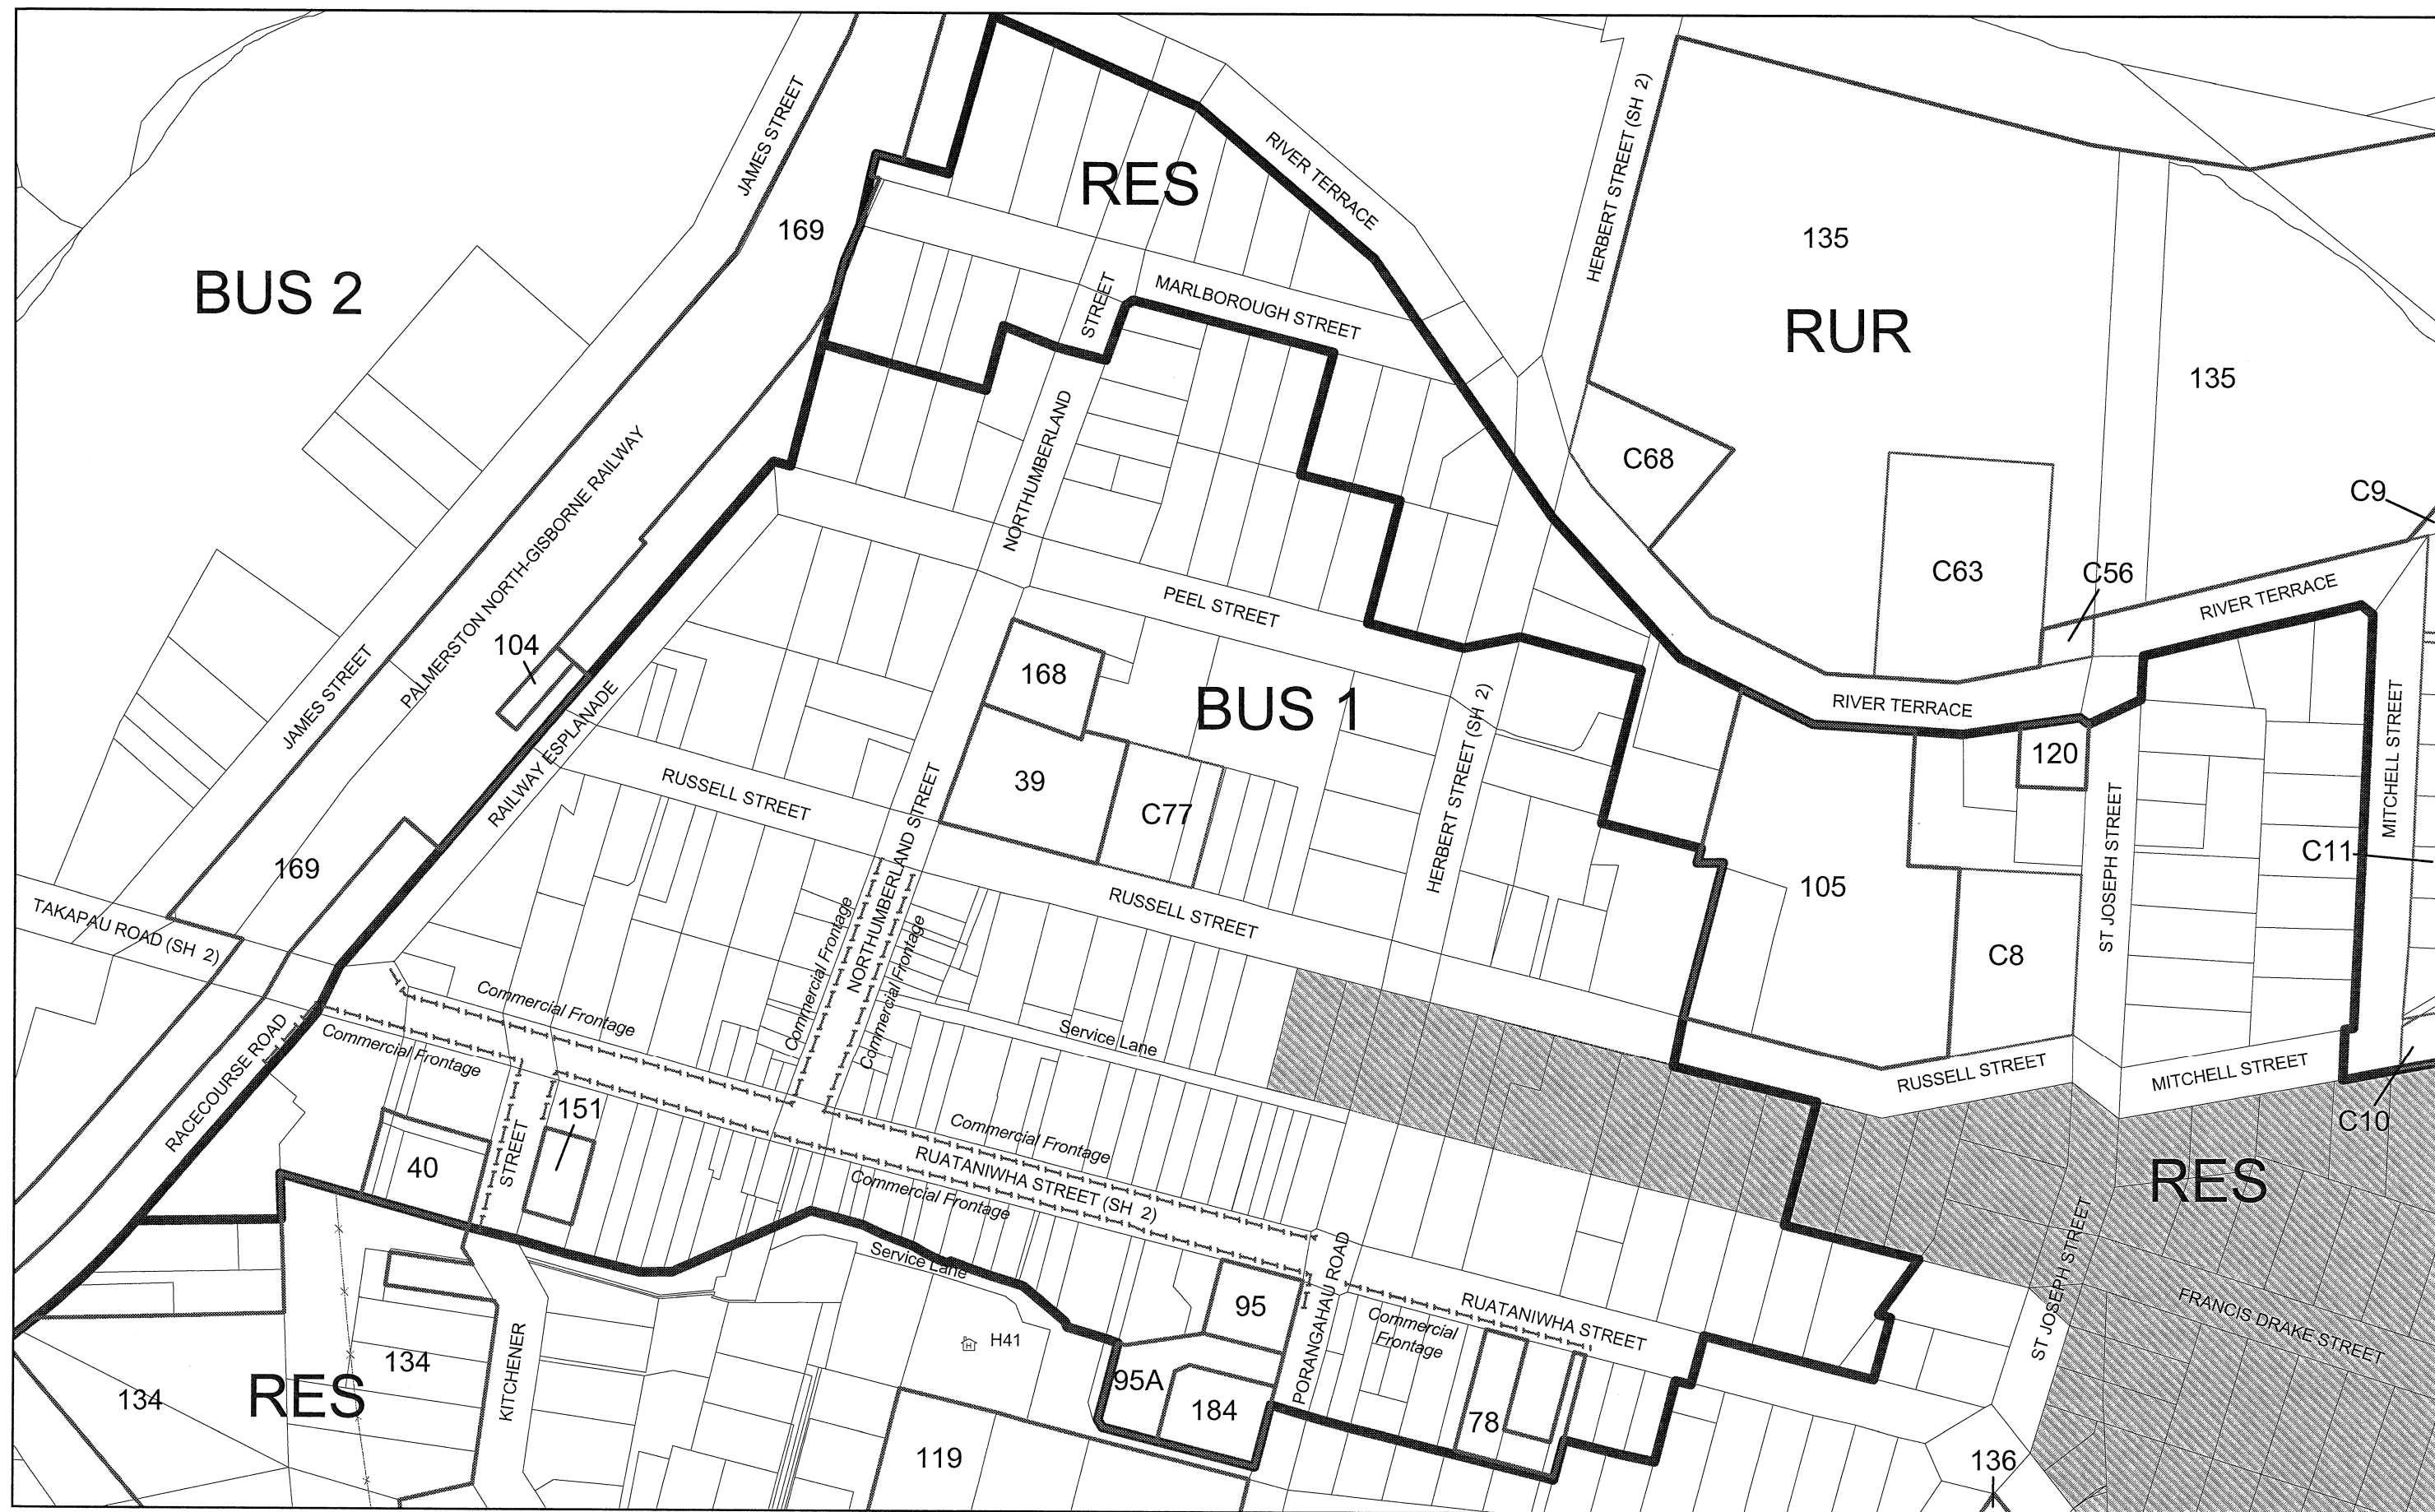 JAMES STREET
HERBERT STREET (SH 2)
RIVER TERRACE
RES
169
135
BUS 2
MARLBOROUGH STREET
STREET
RUR
135
NORTHUMBERLAND
PALMERSTON NORTH-GISBORNE RAILWAY
C68
C9
C63
C56
RIVER TERRACE
PEEL STREET
104
168
BUS 1
JAMES STREET
RAILWAY ESPLANADE
HERBERT STREET (SH 2)
RIVER TERRACE
MITCHELL STREET
120
39
C77
RUSSELL STREET
NORTHUMBERLAND STREET
C11
ST JOSEPH STREET
169
105
TAKAPAU ROAD (SH 2)
RUSSELL STREET
Commercial Frontage
Commercial Frontage
C8
Commercial Frontage
Commercial Frontage
Service Lane
RACECOURSE ROAD
RUSSELL STREET
MITCHELL STREET
151
C10
Commercial Frontage
40
STREET
RUATANIWHA STREET (SH 2)
Commercial Frontage
RES
Service Lane
PORANGAHAU ROAD
ST JOSEPH STREET
95
RUATANIWHA STREET
Commercial
Frontage
FRANCIS DRAKE STREET
H
H41
134
KITCHENER
95A
134
RES
184
78
119
136